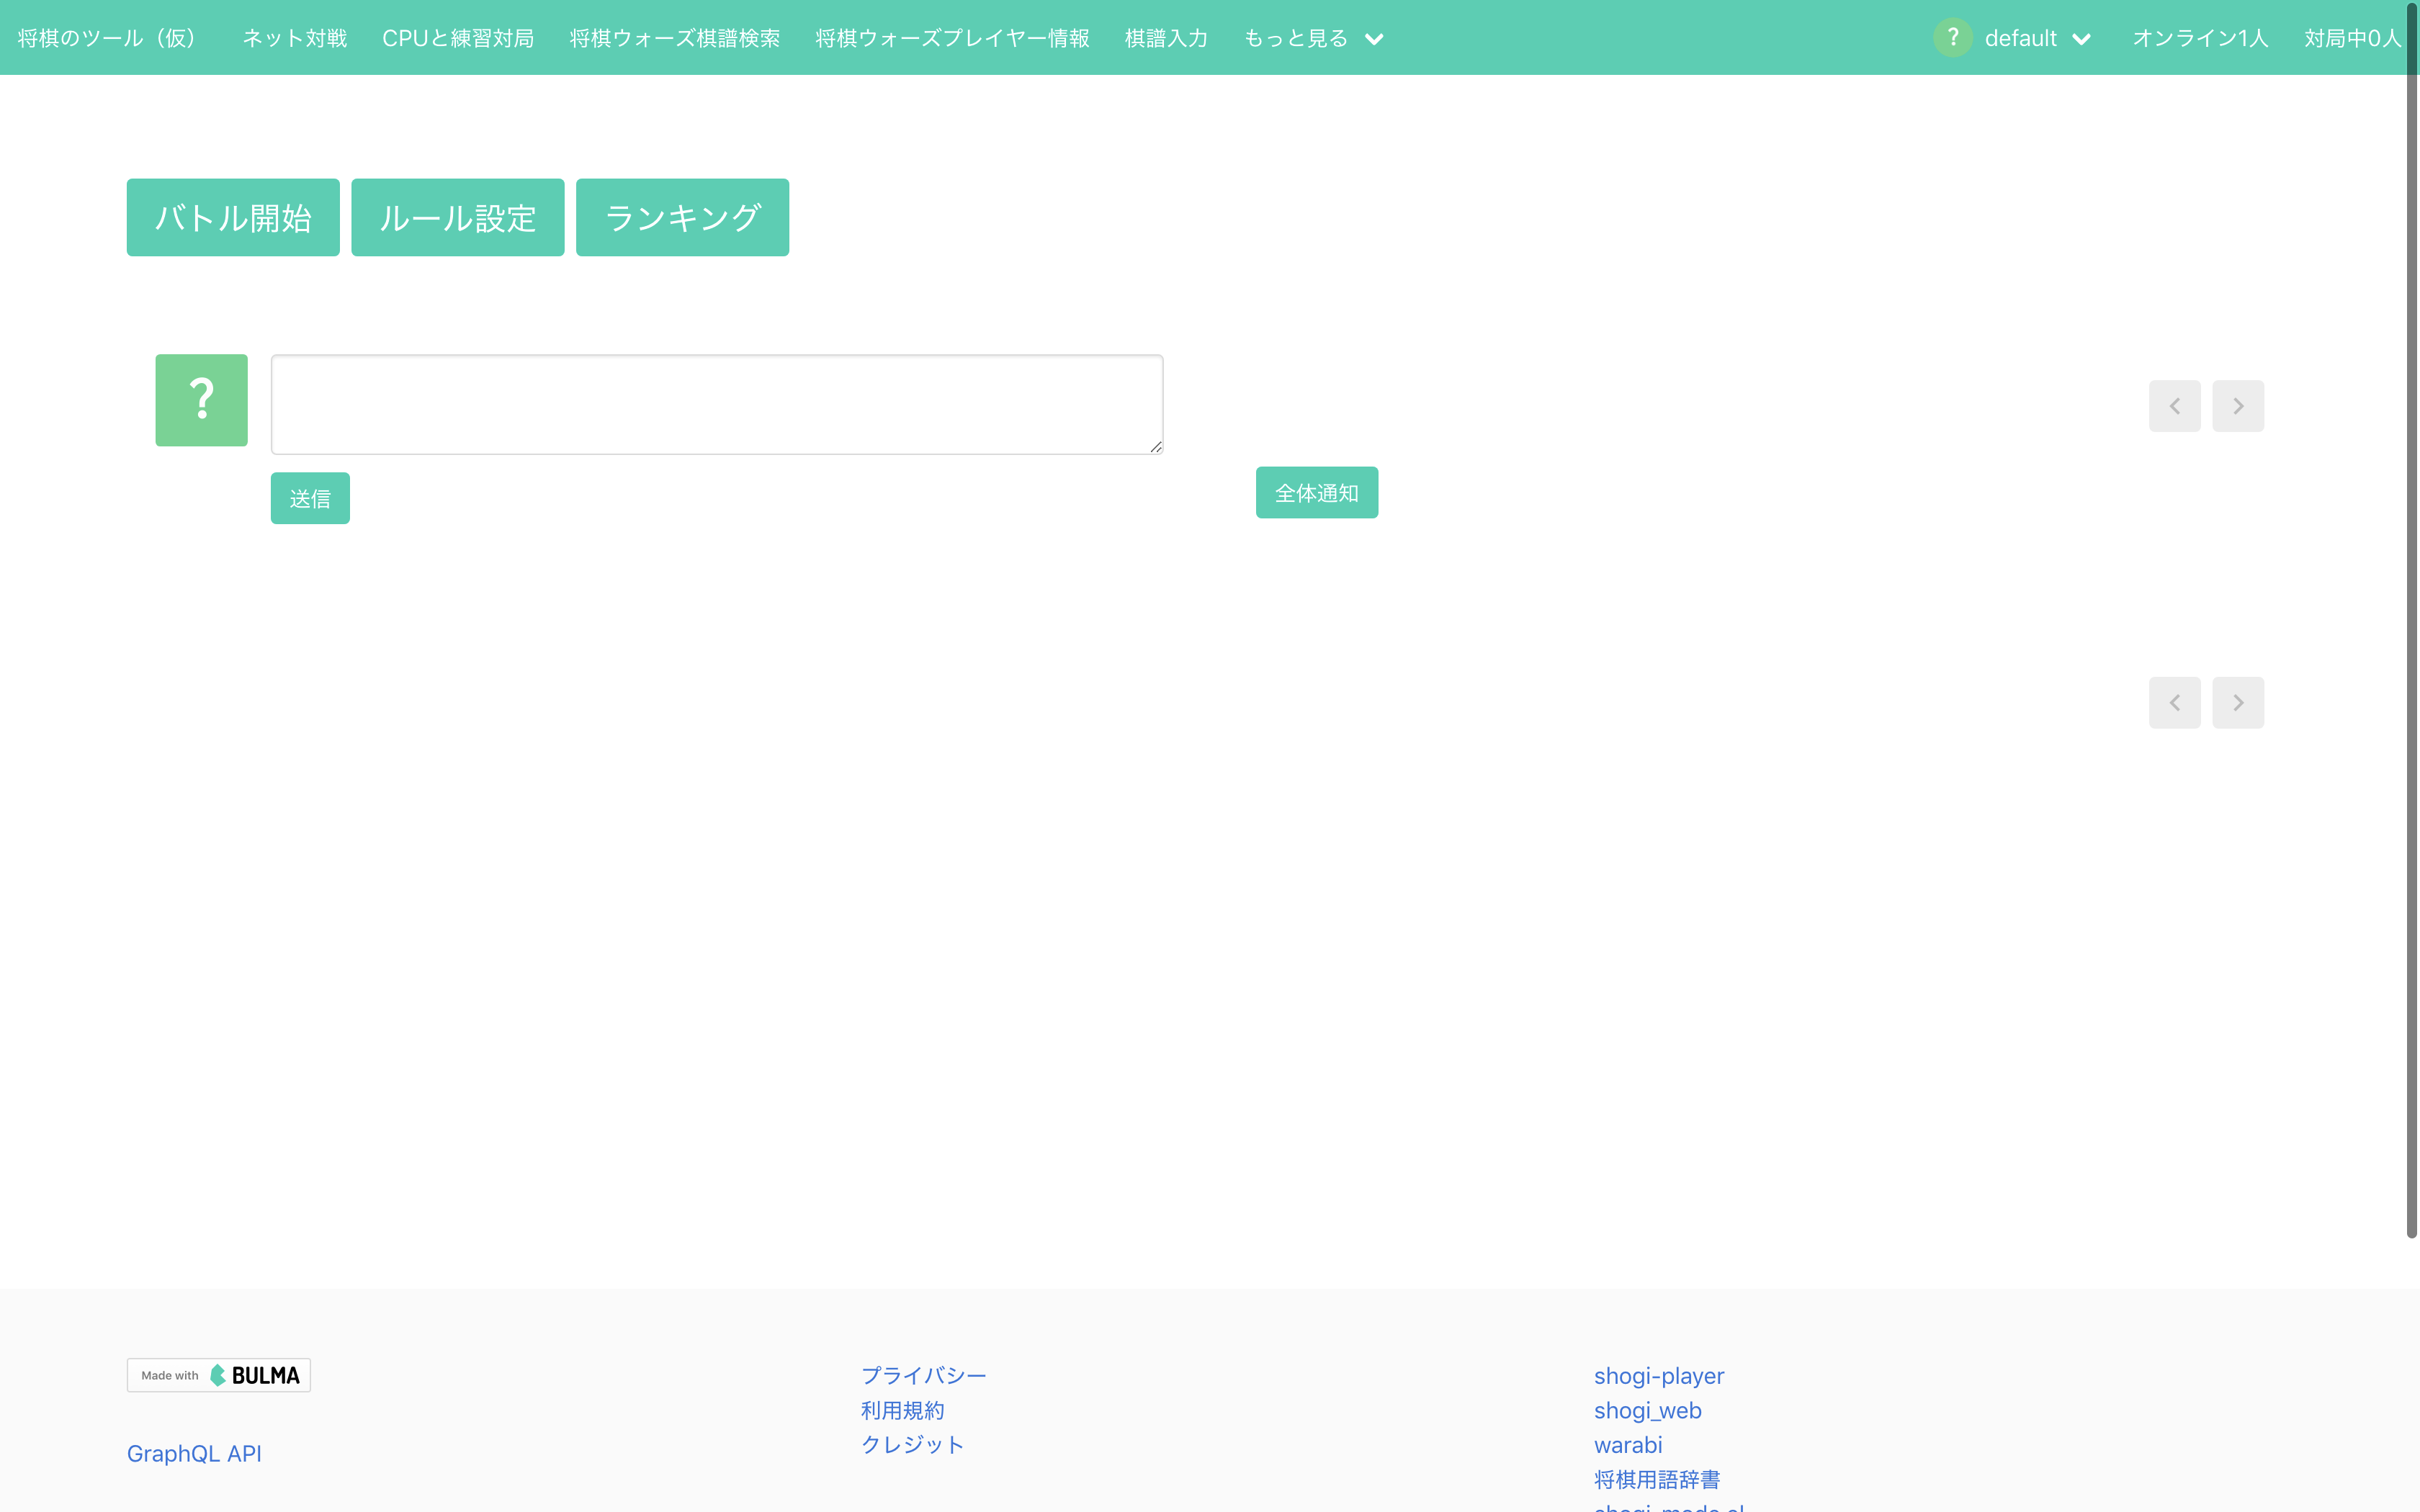 将棋のツール（仮） ネット対戦 CPUと練習対局 将棋ウォーズ棋譜検索 将棋ウォーズプレイヤー情報 棋譜入力 もっと見る ? default オンライン1人 対局中0人
バトル開始 ルール設定 ランキング
?
送信 全体通知
Made with BULMA
GraphQL API
プライバシー
利用規約
クレジット
shogi-player
shogi_web
warabi
将棋用語辞書